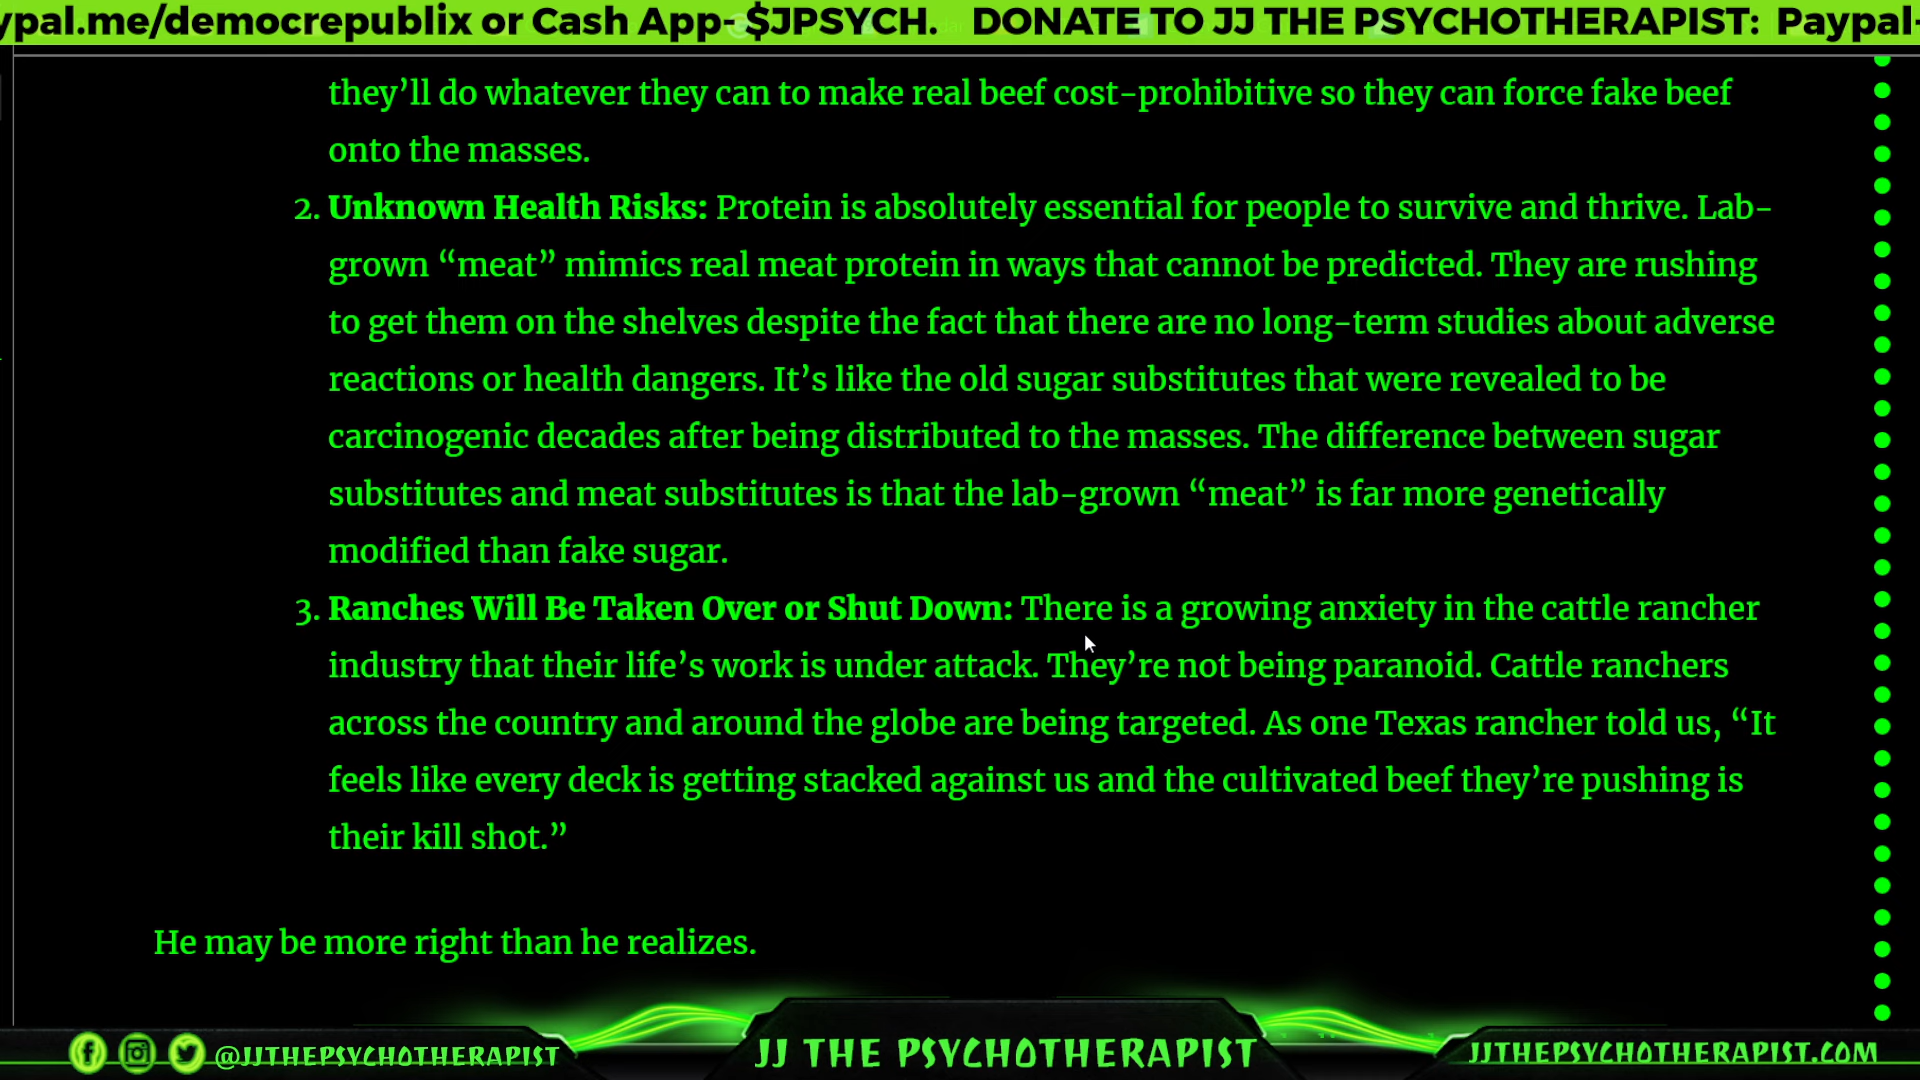 ypal.me/democrepublix or Cash App- $JPSYCH. DONATE TO JJ THE PSYCHOTHERAPIST: Paypal-
they’ll do whatever they can to make real beef cost-prohibitive so they can force fake beef
onto the masses.
2. Unknown Health Risks: Protein is absolutely essential for people to survive and thrive. Lab-
grown “meat” mimics real meat protein in ways that cannot be predicted. They are rushing
to get them on the shelves despite the fact that there are no long-term studies about adverse
reactions or health dangers. It’s like the old sugar substitutes that were revealed to be
carcinogenic decades after being distributed to the masses. The difference between sugar
substitutes and meat substitutes is that the lab-grown “meat” is far more genetically
modified than fake sugar.
3. Ranches Will Be Taken Over or Shut Down: There is a growing anxiety in the cattle rancher
industry that their life’s work is under attack. They’re not being paranoid. Cattle ranchers
across the country and around the globe are being targeted. As one Texas rancher told us, “It
feels like every deck is getting stacked against us and the cultivated beef they’re pushing is
their kill shot.”
He may be more right than he realizes.
@JJTHEPSYCHOTHERAPIST
JJ THE PSYCHOTHERAPIST
JJTHEPSYCHOTHERAPIST.COM